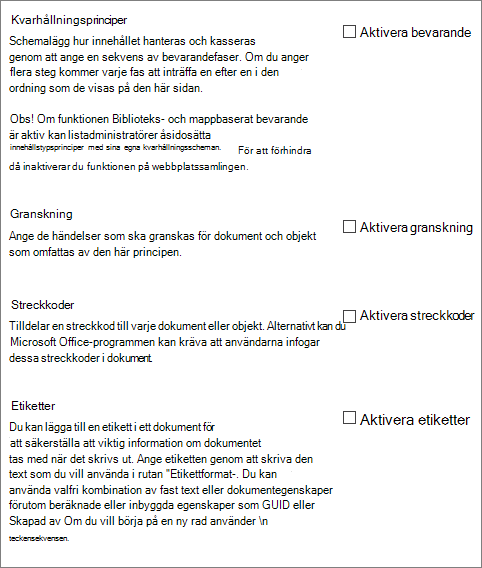 Kvarhållningsprinciper
Aktivera bevarande
Schemalägg hur innehållet hanteras och kasseras
genom att ange en sekvens av bevarandefaser. Om du anger
flera steg kommer varje fas att inträffa en efter en i den
ordning som de visas på den här sidan.
Obs! Om funktionen Biblioteks- och mappbaserat bevarande
är aktiv kan listadministratörer åsidosätta
innehållstypsprinciper med sina egna kvarhållningsscheman. För att förhindra
då inaktiverar du funktionen på webbplatssamlingen.
Granskning
Aktivera granskning
Ange de händelser som ska granskas för dokument och objekt
som omfattas av den här principen.
Streckkoder
Aktivera streckkoder
Tilldelar en streckkod till varje dokument eller objekt. Alternativt kan du
Microsoft Office-programmen kan kräva att användarna infogar
dessa streckkoder i dokument.
Etiketter
Aktivera etiketter
Du kan lägga till en etikett i ett dokument för
att säkerställa att viktig information om dokumentet
tas med när det skrivs ut. Ange etiketten genom att skriva den
text som du vill använda i rutan "Etikettformat-. Du kan
använda valfri kombination av fast text eller dokumentegenskaper
förutom beräknade eller inbyggda egenskaper som GUID eller
Skapad av Om du vill börja på en ny rad använder \n
teckensekvensen.